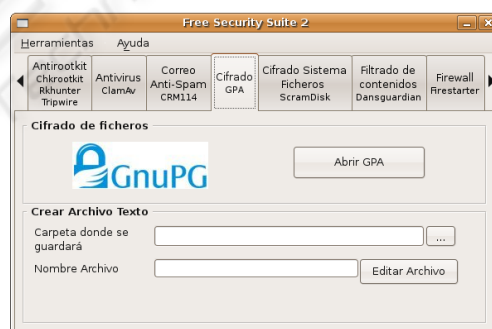 Free Security Suite 2
Herramientas Ayuda
Antirootkit
Chkrootkit
Rkhunter
Tripwire
Antivirus
ClamAv
Correo
Anti-Spam
CRM114
Cifrado
GPA
Cifrado Sistema
Ficheros
ScramDisk
Filtrado de
contenidos
Dansguardian
Firewall
Firestarter
Cifrado de ficheros
GnuPG
Abrir GPA
Crear Archivo Texto
Carpeta donde se
guardará
...
Nombre Archivo
Editar Archivo